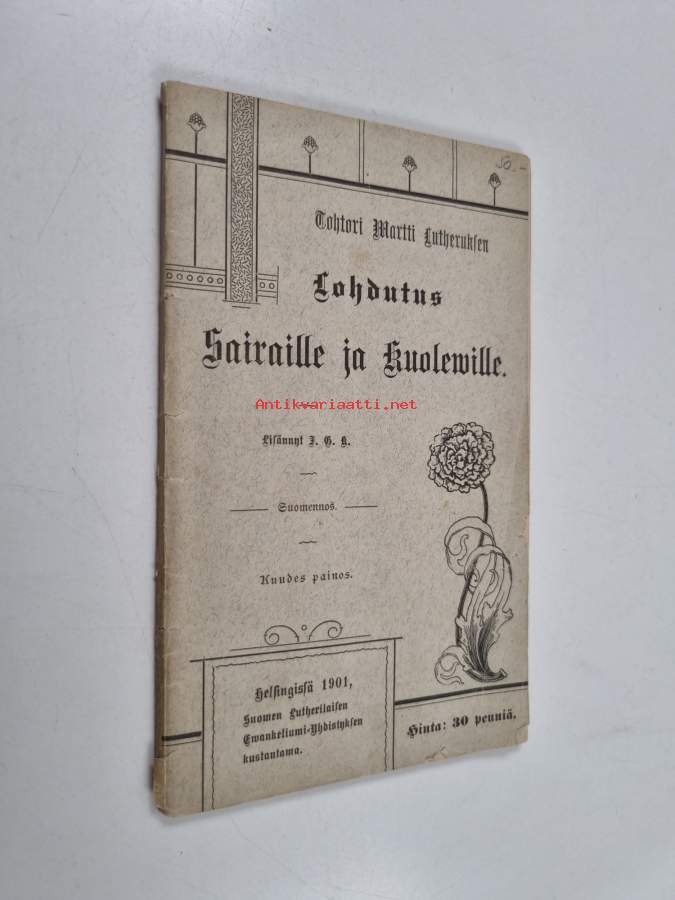 50.-
Tohtori Martti Lutheruksen
Lohdutus
Sairaille ja Kuolewille.
Antikvariaatti.net
Lisännyt J. G. K.
Suomennos.
Kuudes painos.
Helsingissä 1901,
Suomen Lutherilaisen
Ewankeliumi-Yhdistyksen
kustantama.
Hinta: 30 penniä.